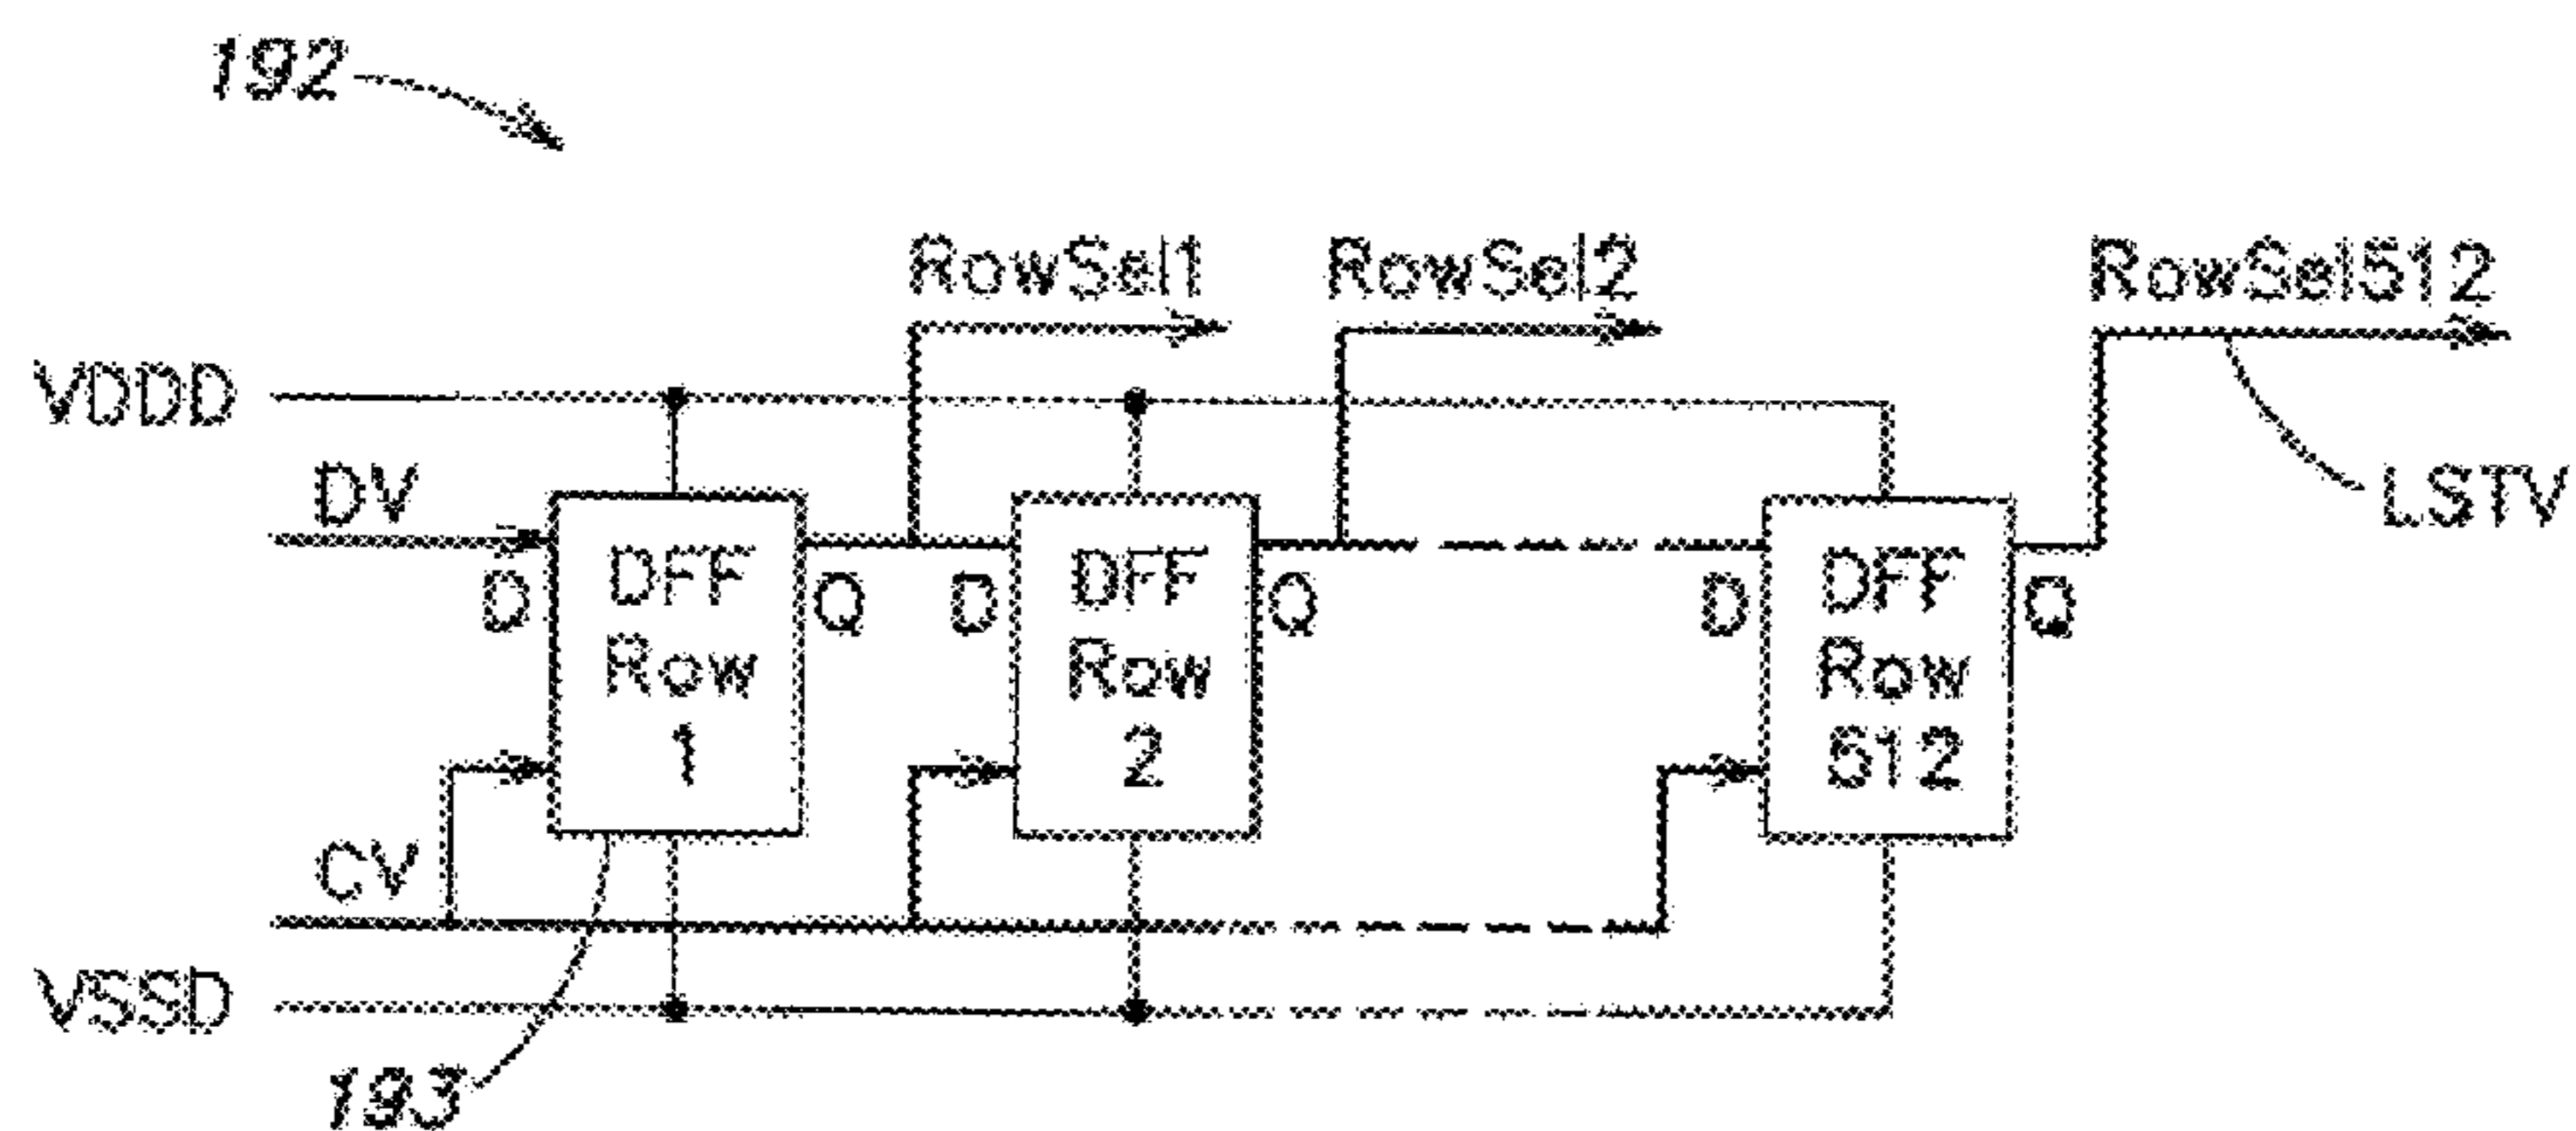 192
RowSel1 RowSel2 RowSel512
VDDD
DV
LSTV
D DFF Row 1 Q
D DFF Row 2 Q
D DFF Row 512 Q
CV
VSSD
193